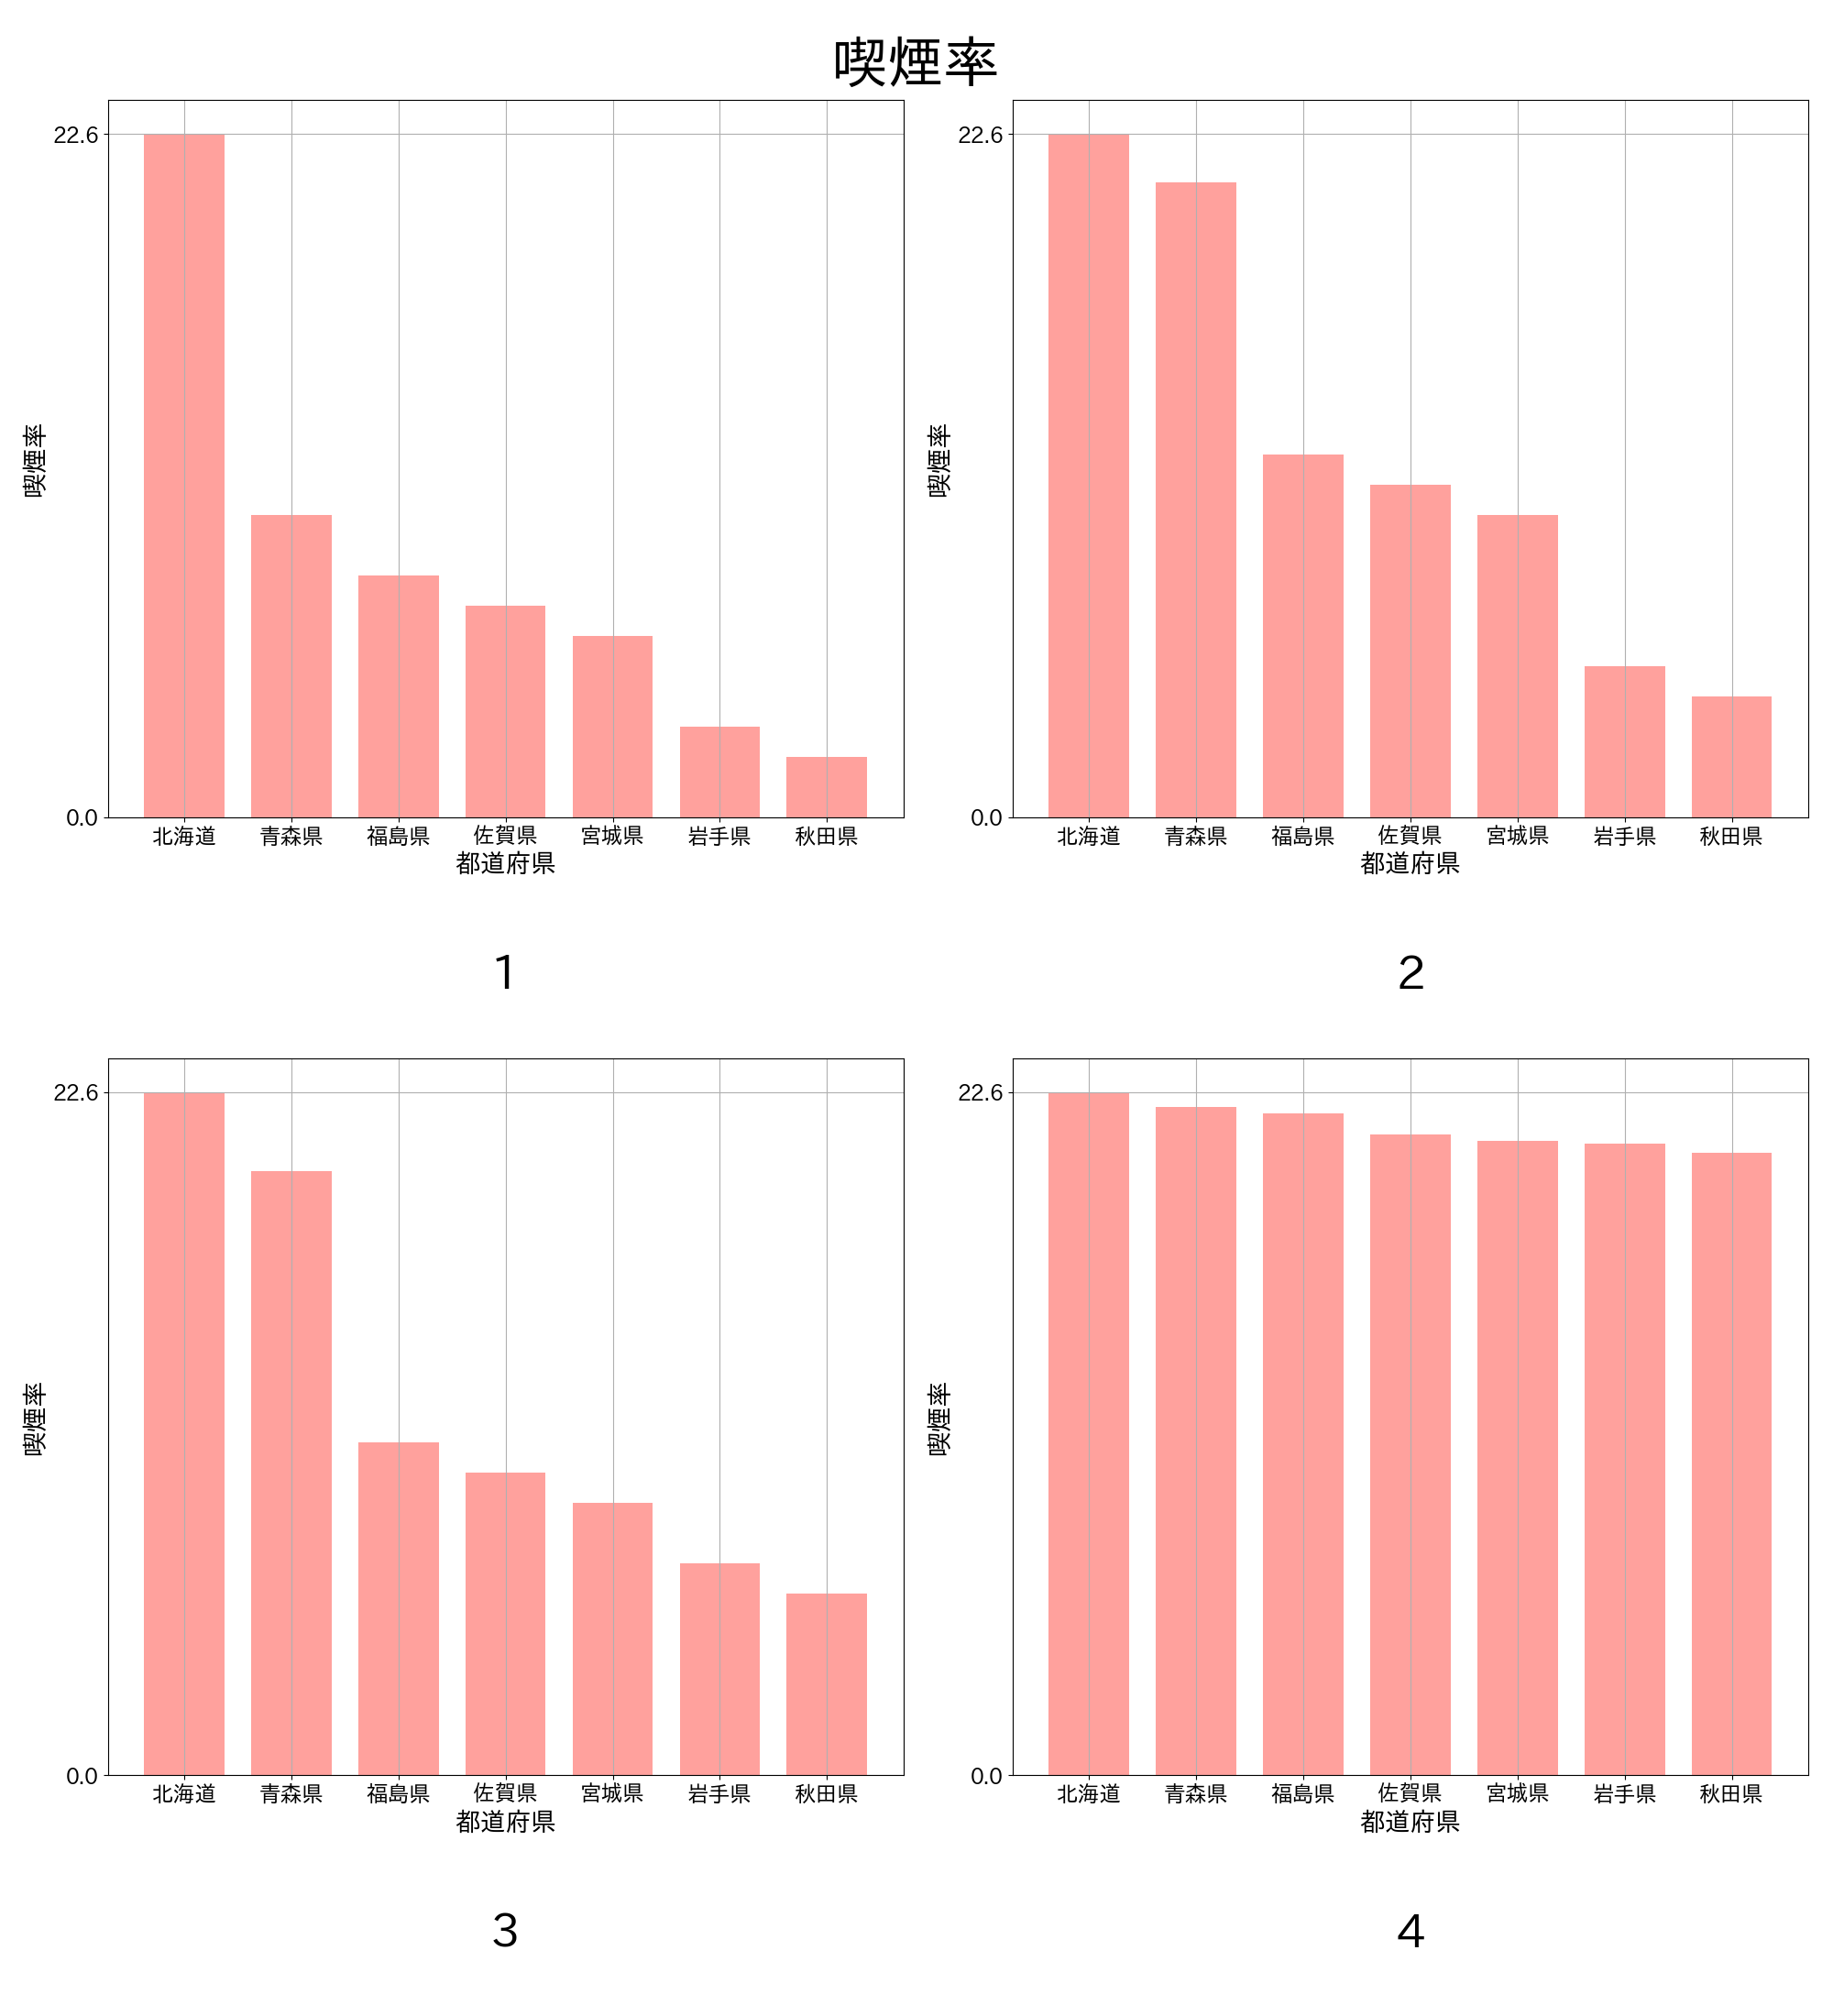 喫煙率
22.6
0.0
喫煙率
北海道 青森県 福島県 佐賀県 宮城県 岩手県 秋田県
都道府県
1
22.6
0.0
喫煙率
北海道 青森県 福島県 佐賀県 宮城県 岩手県 秋田県
都道府県
2
22.6
0.0
喫煙率
北海道 青森県 福島県 佐賀県 宮城県 岩手県 秋田県
都道府県
3
22.6
0.0
喫煙率
北海道 青森県 福島県 佐賀県 宮城県 岩手県 秋田県
都道府県
4